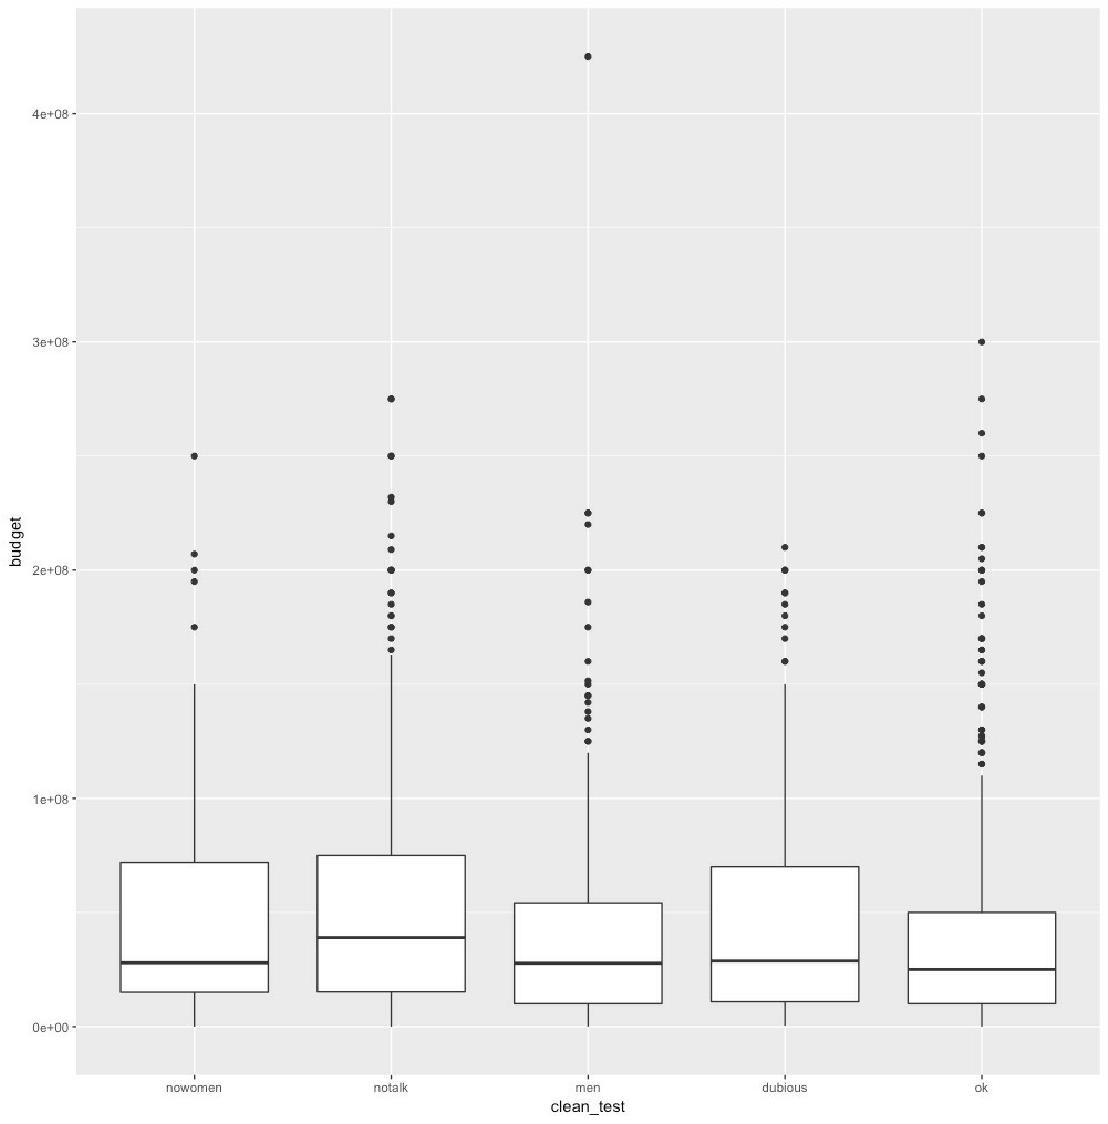 4e+08
3e+08
2e+08
1e+08
0e+00
budget
nowomen
notalk
men
dubious
ok
clean_test